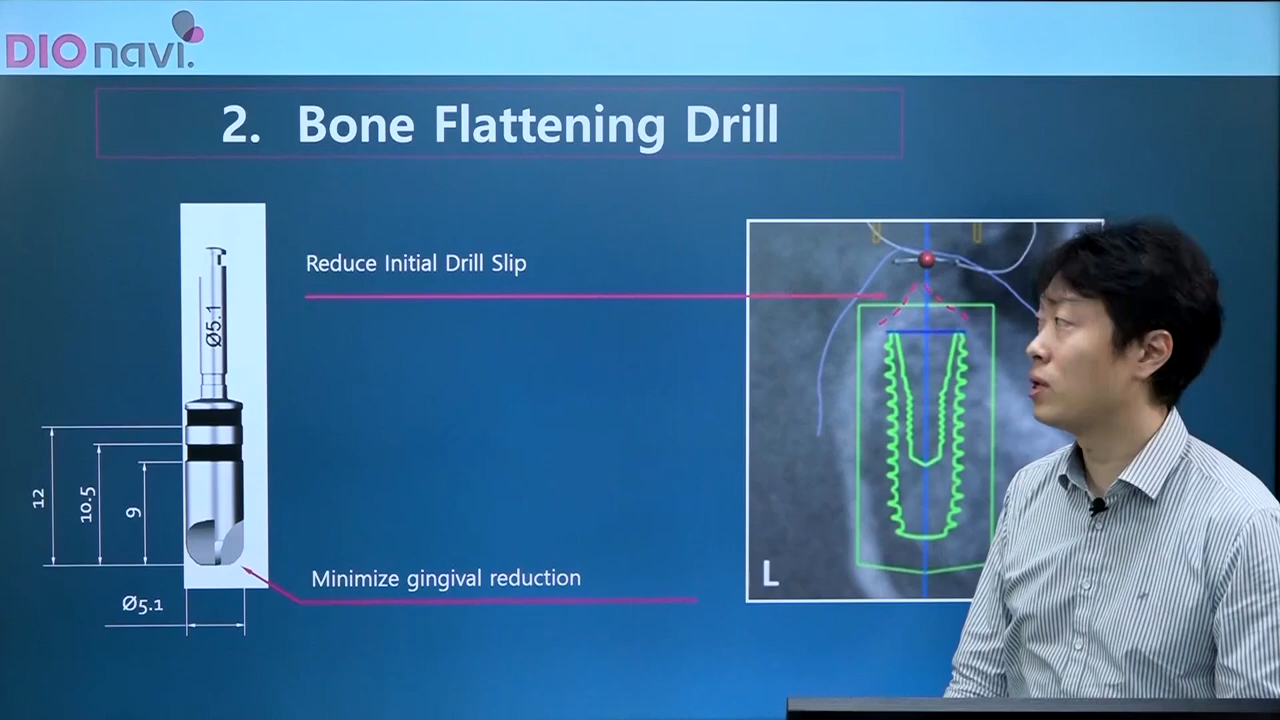 DIOnavi.
2. Bone Flattening Drill
Reduce Initial Drill Slip
Ø5.1
12
10.5
9
Minimize gingival reduction
Ø5.1
L